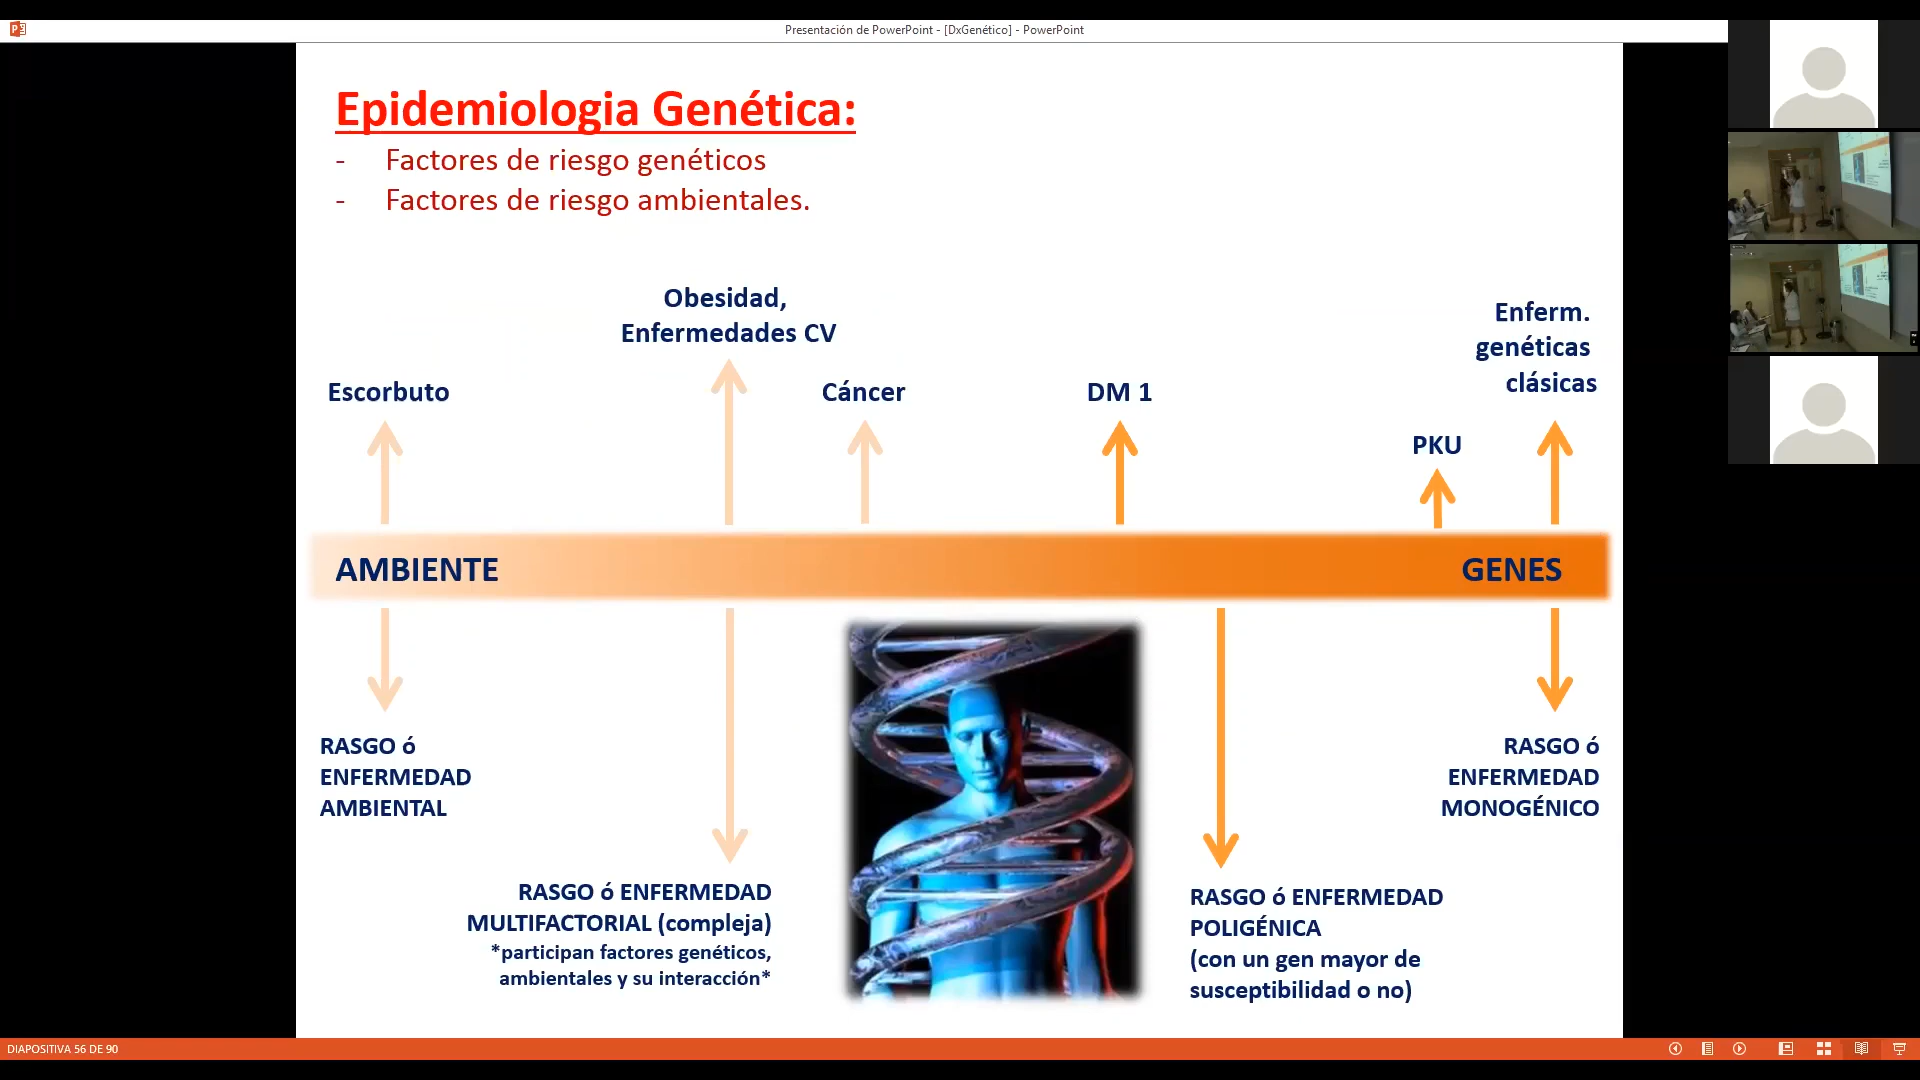 Presentación de PowerPoint - [DxGenético] - PowerPoint
Epidemiologia Genética:
- Factores de riesgo genéticos
- Factores de riesgo ambientales.
Escorbuto
Obesidad,
Enfermedades CV
Cáncer
DM 1
PKU
Enferm.
genéticas
clásicas
AMBIENTE
GENES
RASGO ó
ENFERMEDAD
AMBIENTAL
RASGO ó ENFERMEDAD
MULTIFACTORIAL (compleja)
*participan factores genéticos,
ambientales y su interacción*
RASGO ó ENFERMEDAD
POLIGÉNICA
(con un gen mayor de
susceptibilidad o no)
RASGO ó
ENFERMEDAD
MONOGÉNICO
DIAPOSITIVA 56 DE 90